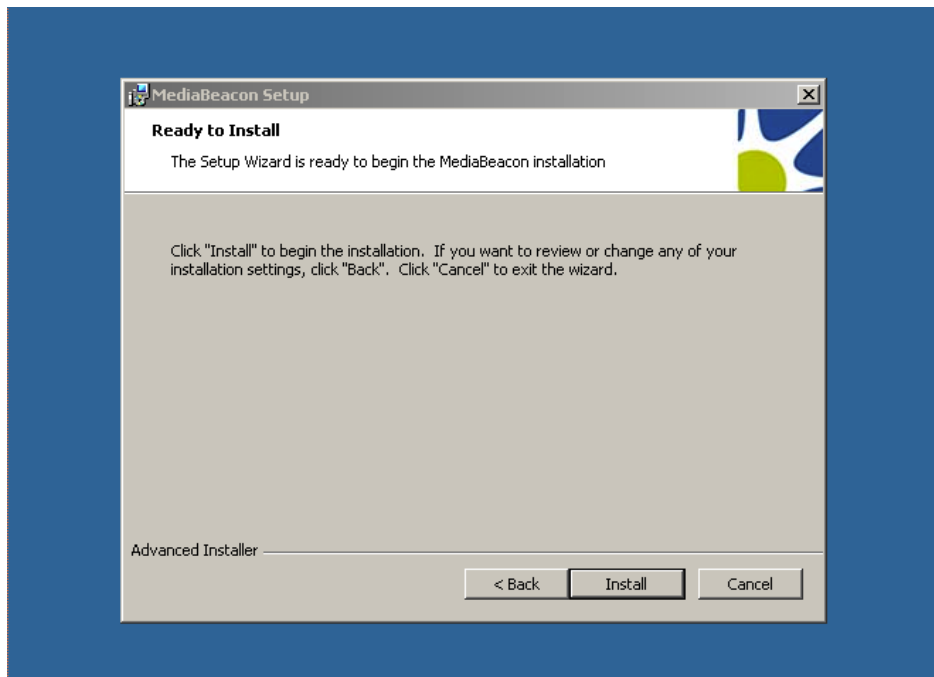 MediaBeacon Setup
Ready to Install
The Setup Wizard is ready to begin the MediaBeacon installation
Click "Install" to begin the installation.  If you want to review or change any of your
installation settings, click "Back".  Click "Cancel" to exit the wizard.
Advanced Installer
< Back
Install
Cancel